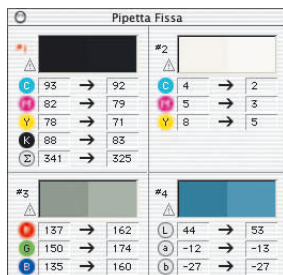 Pipetta Fissa
#1
C 93 → 92
M 82 → 79
Y 78 → 71
K 88 → 83
Σ 341 → 325
#2
C 4 → 2
M 5 → 3
Y 8 → 5
#3
R 137 → 162
G 150 → 174
B 135 → 160
#4
L 44 → 53
a -12 → -13
b -27 → -27